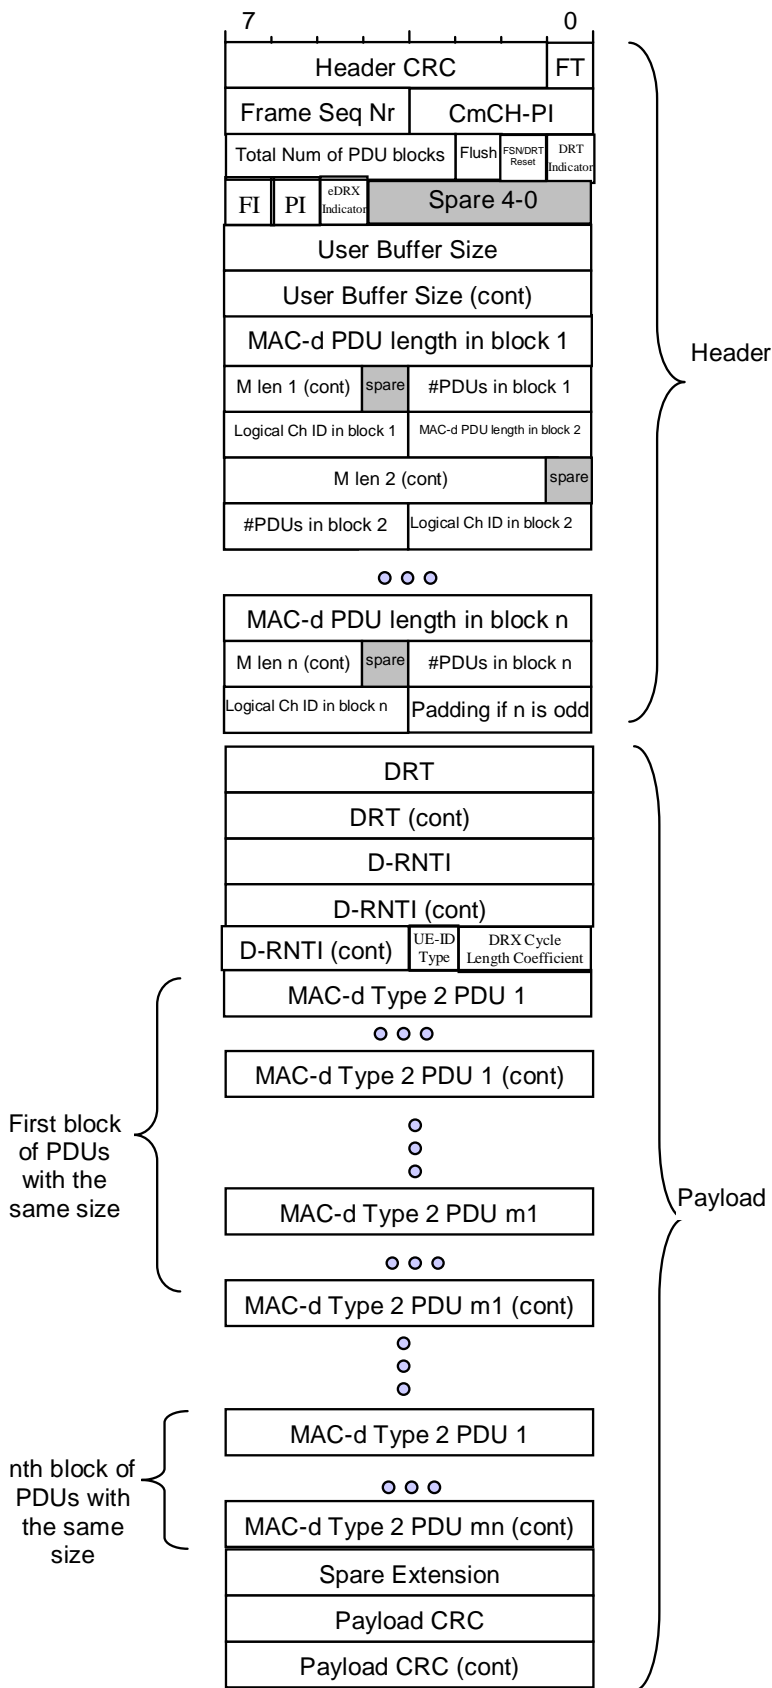 7 0
Header CRC FT
Frame Seq Nr CmCH-PI
Total Num of PDU blocks Flush FSN/DRT Reset DRT Indicator
FI PI eDRX Indicator Spare 4-0
User Buffer Size
User Buffer Size (cont)
MAC-d PDU length in block 1
Header
M len 1 (cont) spare #PDUs in block 1
Logical Ch ID in block 1 MAC-d PDU length in block 2
M len 2 (cont) spare
#PDUs in block 2 Logical Ch ID in block 2
MAC-d PDU length in block n
M len n (cont) spare #PDUs in block n
Logical Ch ID in block n Padding if n is odd
DRT
DRT (cont)
D-RNTI
D-RNTI (cont)
D-RNTI (cont) UE-ID Type DRX Cycle Length Coefficient
MAC-d Type 2 PDU 1
MAC-d Type 2 PDU 1 (cont)
First block
of PDUs
with the
same size
MAC-d Type 2 PDU m1
Payload
MAC-d Type 2 PDU m1 (cont)
MAC-d Type 2 PDU 1
nth block of
PDUs with
the same
size
MAC-d Type 2 PDU mn (cont)
Spare Extension
Payload CRC
Payload CRC (cont)